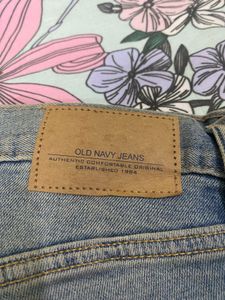 OLD NAVY JEANS
AUTHENTIC COMFORTABLE ORIGINAL
ESTABLISHED 1994